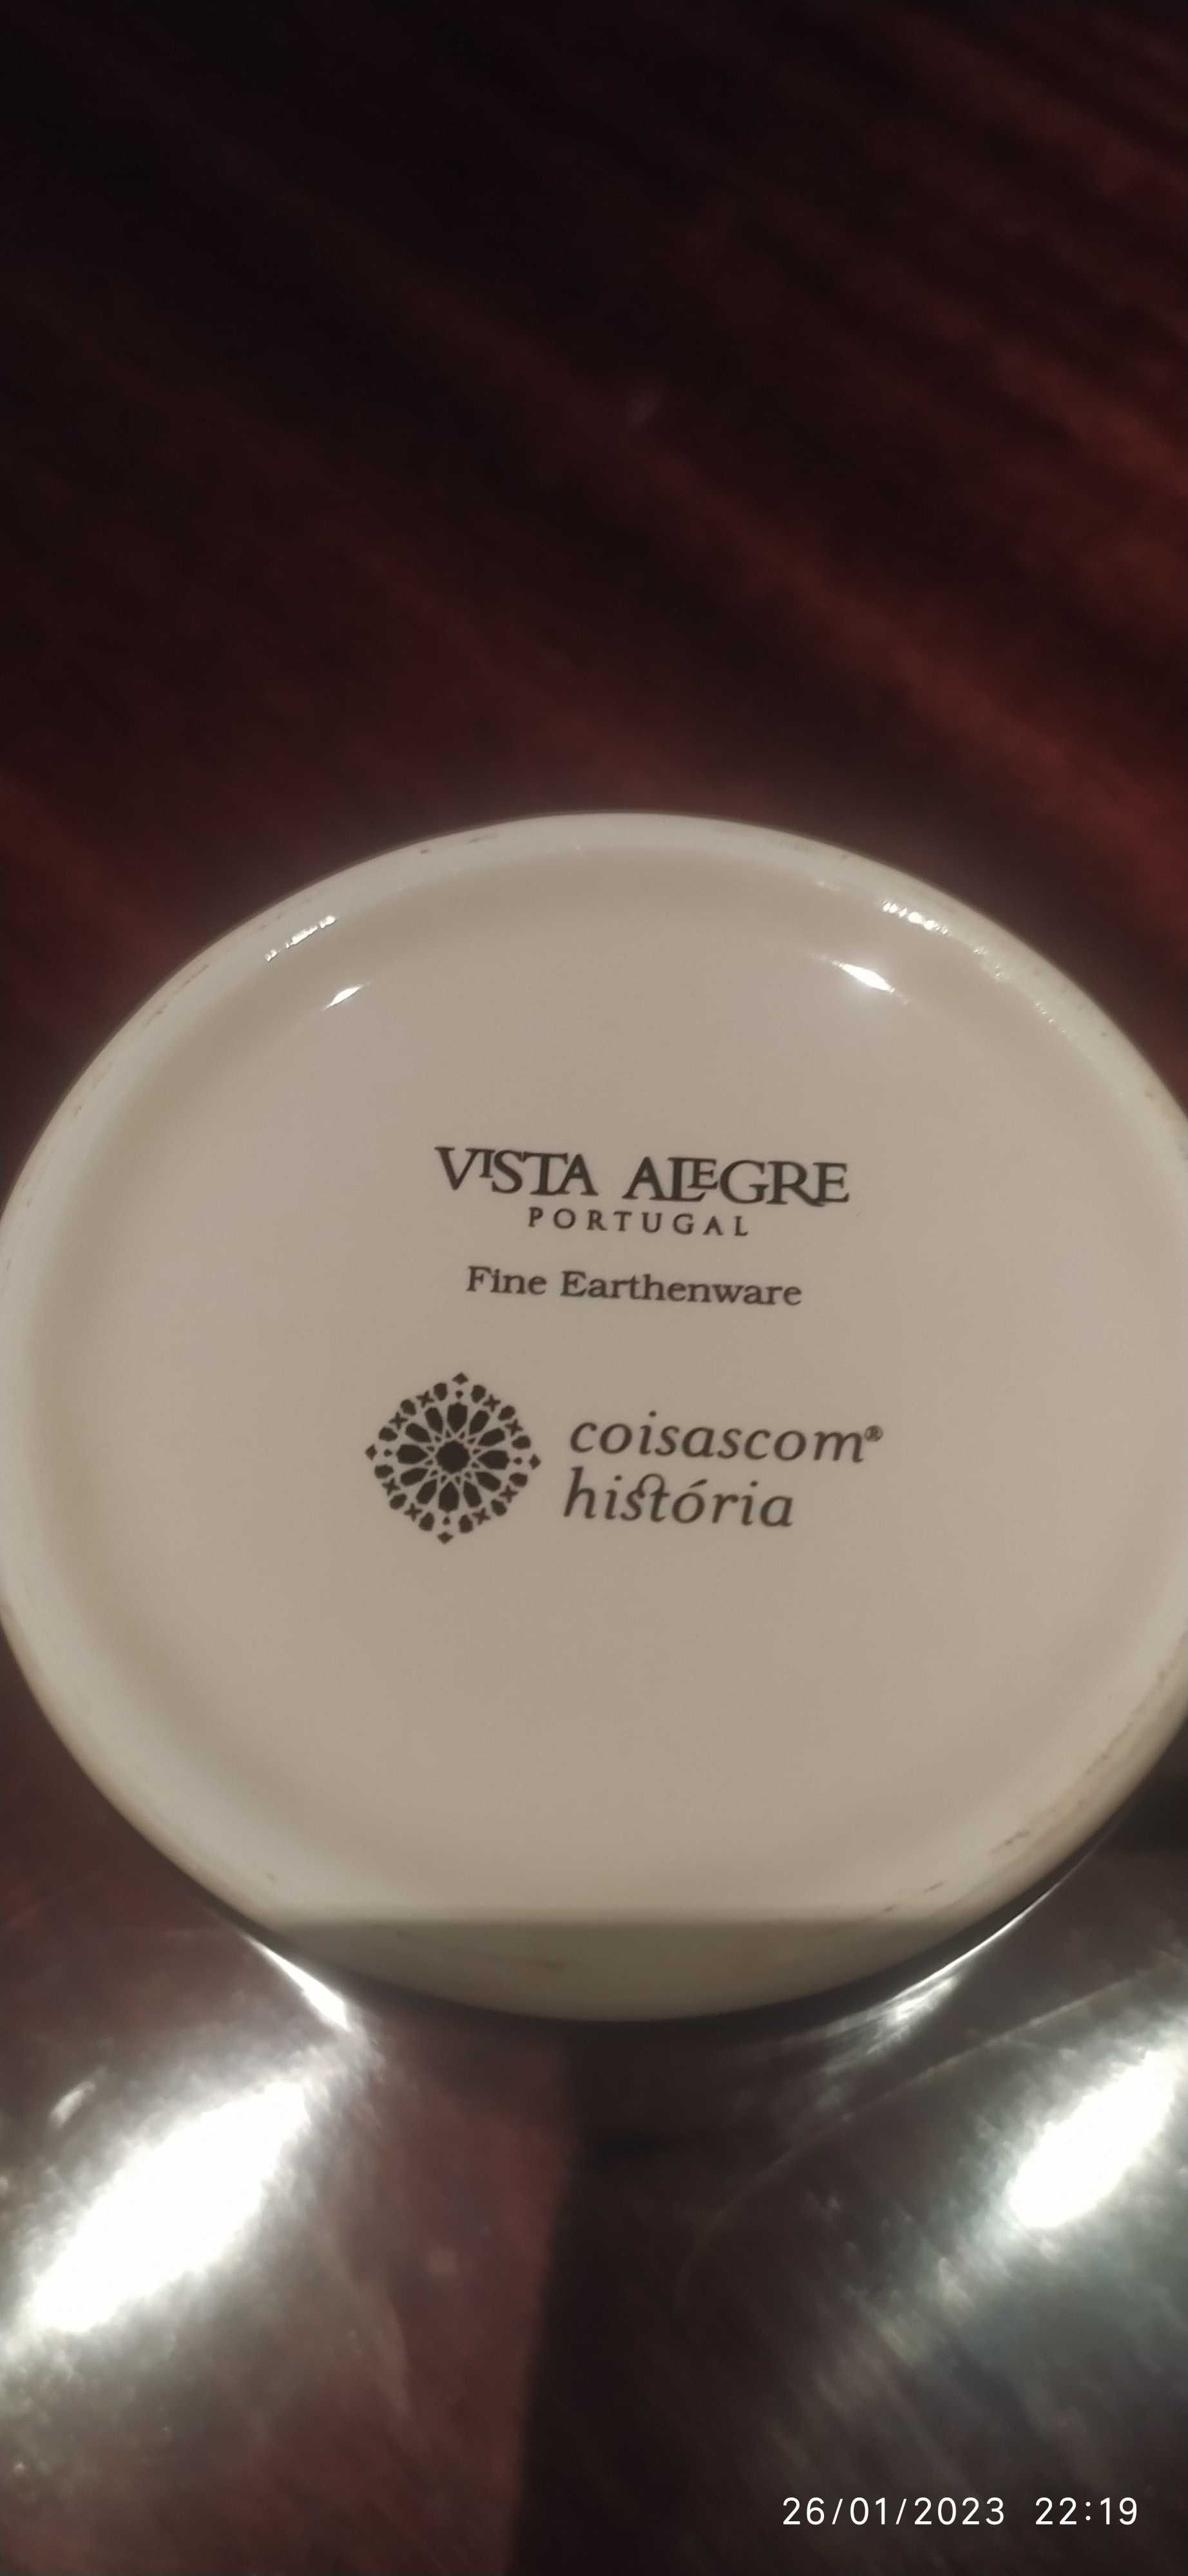 VISTA ALEGRE
PORTUGAL
Fine Earthenware
coisascom®
história
26/01/2023 22:19